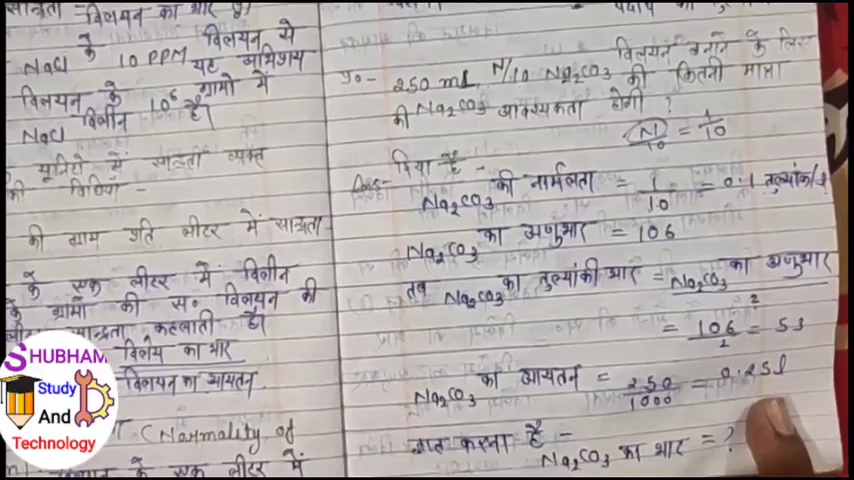 सान्द्रता विलयन का भार
NaCl के 10 PPM विलयन से
यह अभिप्राय
विलयन के 10⁶ ग्रामो में
NaCl विलीन है।
यूनिटो में सान्द्रता व्यक्त
की विधिया -
की ग्राम प्रति लीटर में सान्द्रता-
के एक लीटर में विलीन
के ग्रामो की स० विलयन की
सान्द्रता कहलाती है।
विलेय का भार
विलयन का आयतन
(Normality of
के एक लीटर में
SHUBHAM
Study
And
Technology
प्र०- 250 ml N/10 Na₂CO₃ विलयन बनाने के लिए
की Na₂CO₃ की कितनी मात्रा
आवश्यकता होगी ?
N/10 = 1/10
Ans- दिया है -
Na₂CO₃ की नार्मलता = 1/10 = 0.1 तुल्यांक/l
Na₂CO₃ का अणुभार = 106
तब Na₂CO₃ का तुल्यांकी भार = Na₂CO₃ का अणुभार
2
= 106/2 = 53
Na₂CO₃ का आयतन = 250/1000 = 0.25l
ज्ञात करना है -
Na₂CO₃ का भार = ?